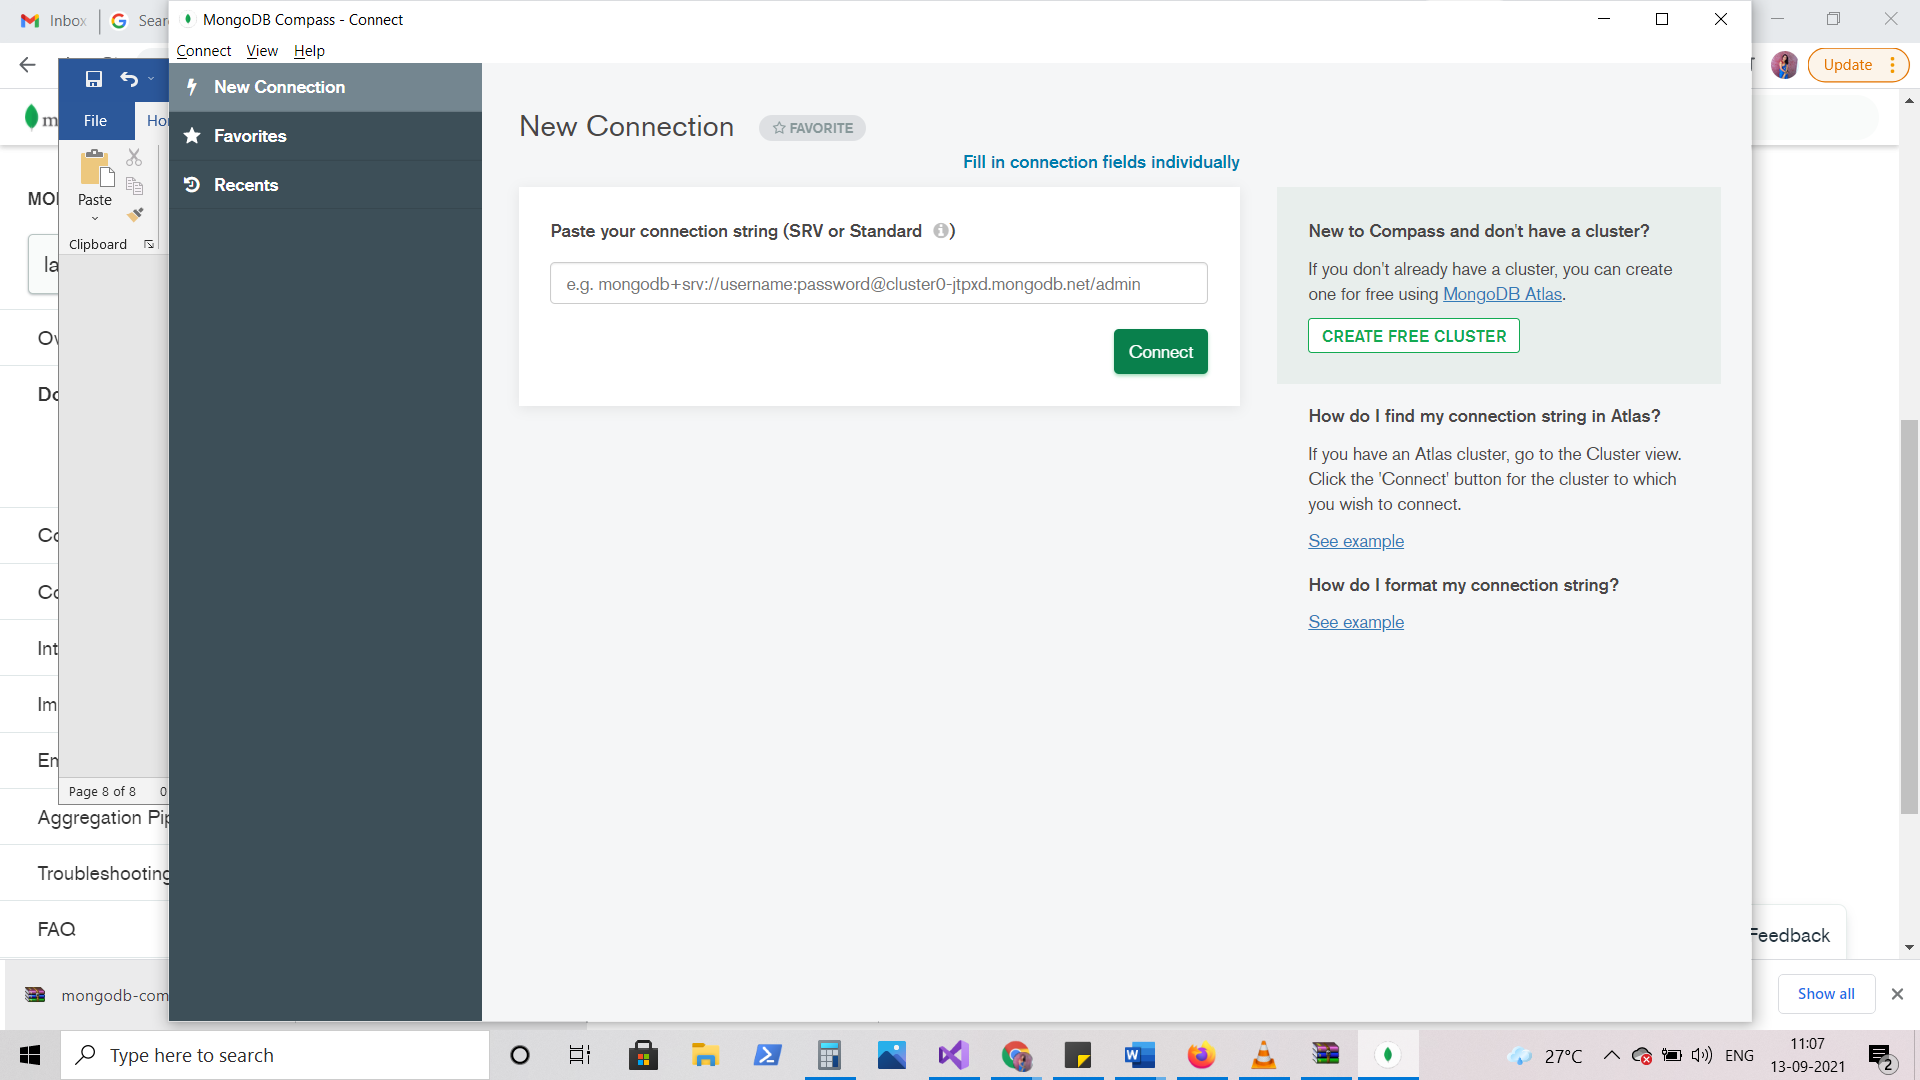 Inbox
Sear
MongoDB Compass - Connect
Connect View Help
Update
File
Ho
Paste
Clipboard
Page 8 of 8 0
m
MO
la
Ov
Do
Co
Co
Int
Im
En
Aggregation Pip
Troubleshooting
FAQ
New Connection
Favorites
Recents
New Connection
FAVORITE
Fill in connection fields individually
Paste your connection string (SRV or Standard )
e.g. mongodb+srv://username:password@cluster0-jtpxd.mongodb.net/admin
Connect
New to Compass and don't have a cluster?
If you don't already have a cluster, you can create
one for free using MongoDB Atlas.
CREATE FREE CLUSTER
How do I find my connection string in Atlas?
If you have an Atlas cluster, go to the Cluster view.
Click the 'Connect' button for the cluster to which
you wish to connect.
See example
How do I format my connection string?
See example
Feedback
mongodb-com
Show all
Type here to search
27°C
ENG
11:07
13-09-2021
2